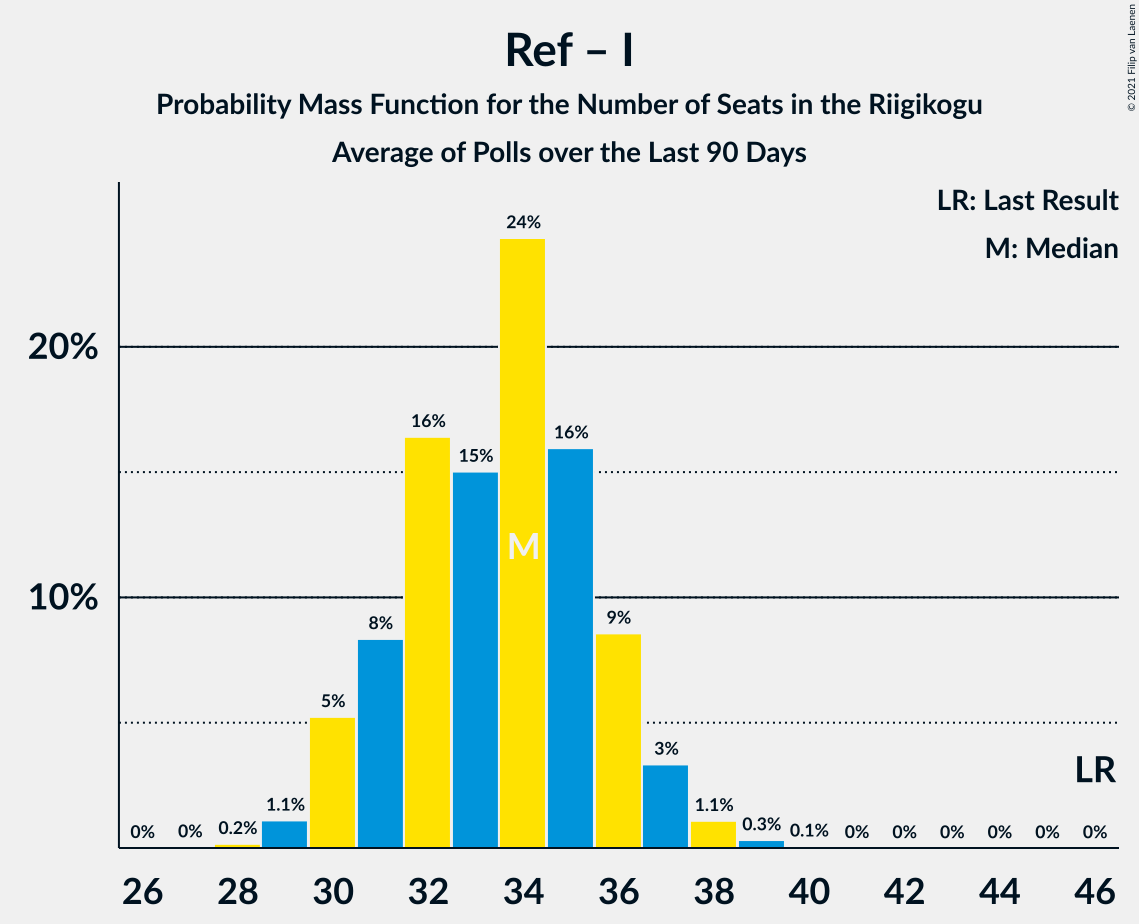 Ref – I
Probability Mass Function for the Number of Seats in the Riigikogu
Average of Polls over the Last 90 Days
© 2021 Filip van Laenen
LR: Last Result
M: Median
20%
10%
0%
0%
0.2%
1.1%
5%
8%
16%
15%
24%
16%
9%
3%
1.1%
0.3%
0.1%
0%
0%
0%
0%
0%
0%
M
LR
26 28 30 32 34 36 38 40 42 44 46